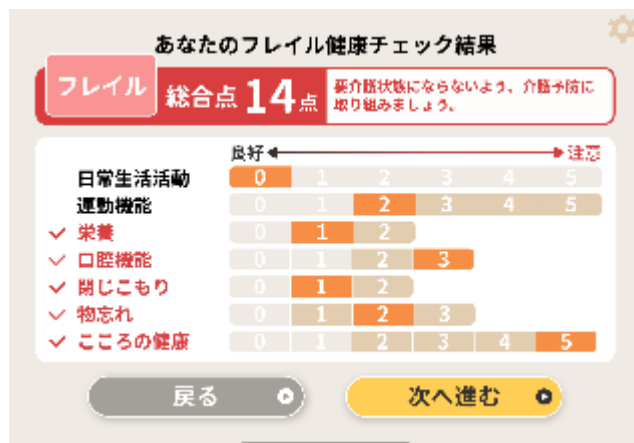 あなたのフレイル健康チェック結果
フレイル 総合点 14点 要介護状態にならないよう、介護予防に
取り組みましょう。
良好 注意
日常生活活動 0 1 2 3 4 5
運動機能 0 1 2 3 4 5
栄養 0 1 2
口腔機能 0 1 2 3
閉じこもり 0 1 2
物忘れ 0 1 2 3
こころの健康 0 1 2 3 4 5
戻る 次へ進む